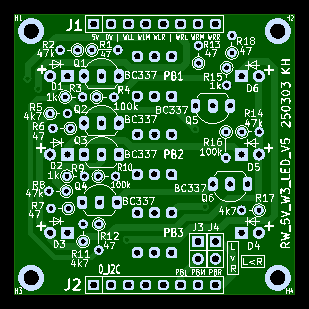 H1
J1
H2
5V 0V | WLL WLM WLR | WRL WRM WRR
R2
47k
R1
47
R13
47
R18
47k
D1
R4
PB1
BC337
D6
Q1
R15
1k
R3
1k
100k
R5
4k7
Q2
Q5
BC337
R6
47
R14
47k
BC337
R16
100k
D2
PB2
BC337
D5
Q3
R8
47k
R9
1k
R10
100k
Q4
BC337
Q6
R7
47
BC337
4k7
R17
D3
R12
47
PB3
J3 J4
D4
R11
4k7
L
V
R
L<R
O_I2C
PBL PBM PBR
J2
H3
H4
RW_5V_W3_LED_V5 250303 KH